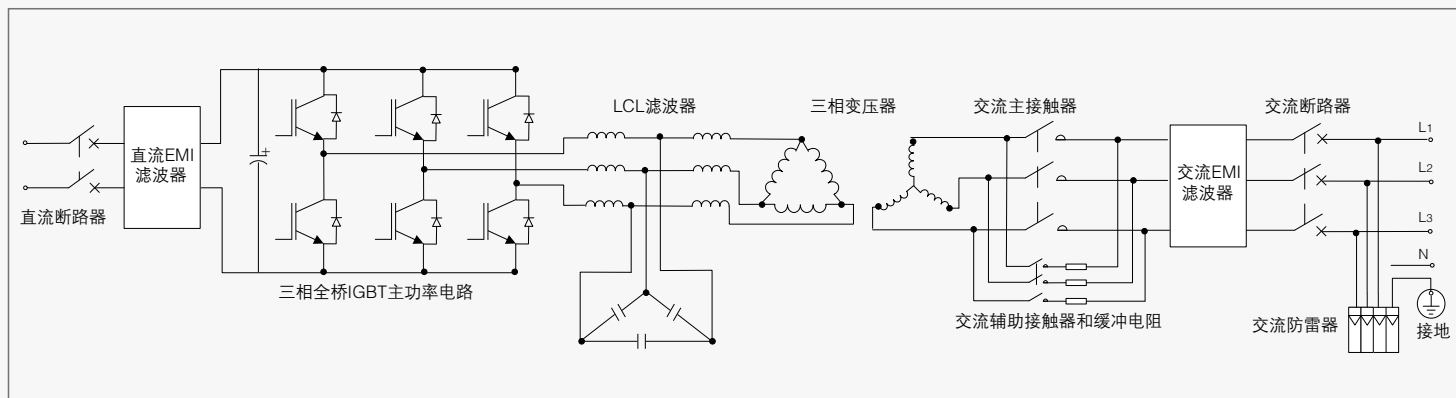 LCL滤波器
三相变压器
交流主接触器
交流断路器
L1
L2
L3
N
+
直流EMI
滤波器
交流EMI
滤波器
直流断路器
三相全桥IGBT主功率电路
交流辅助接触器和缓冲电阻
交流防雷器
接地